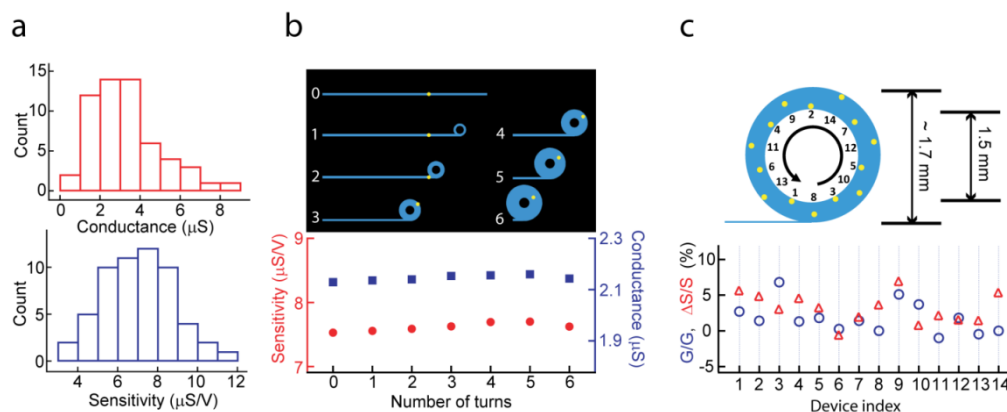 a
15
10
5
0
Count
0 2 4 6 8
Conductance (μS)
10
5
0
Count
4 6 8 10 12
Sensitivity (μS/V)
b
0
1
2
3
4
5
6
9
8
7
Sensitivity (μS/V)
2.3
2.1
1.9
Conductance (μS)
0 1 2 3 4 5 6
Number of turns
c
2
14
7
12
5
10
3
8
1
13
6
11
4
9
~ 1.7 mm
1.5 mm
G/G, ΔS/S (%)
10
5
0
-5
1 2 3 4 5 6 7 8 9 10 11 12 13 14
Device index